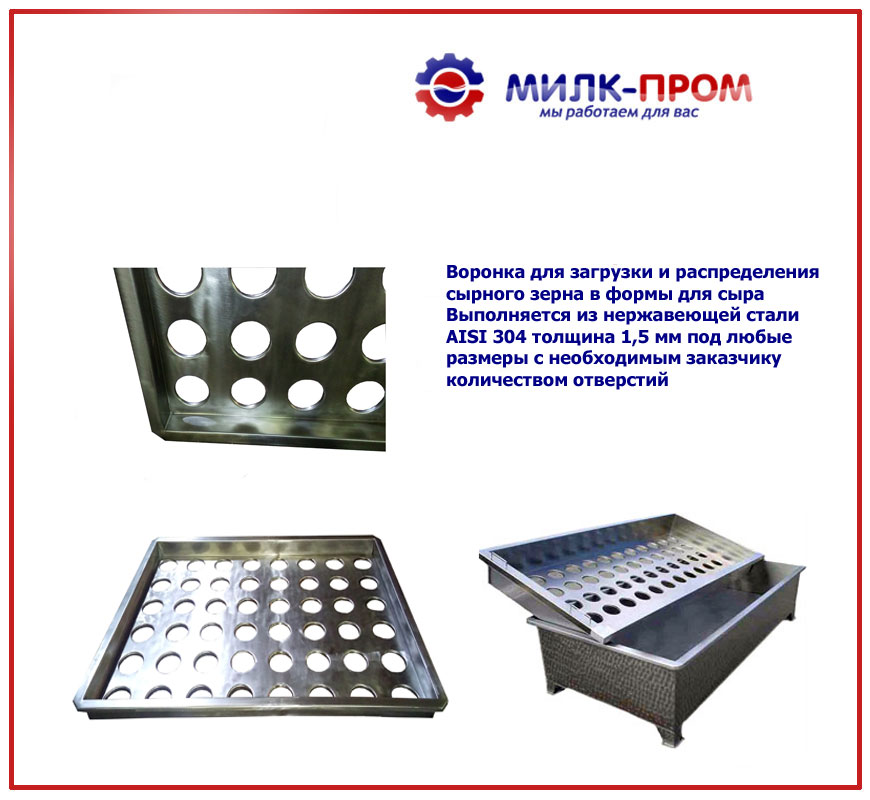 МИЛК-ПРОМ
мы работаем для вас
Воронка для загрузки и распределения
сырного зерна в формы для сыра
Выполняется из нержавеющей стали
AISI 304 толщина 1,5 мм под любые
размеры с необходимым заказчику
количеством отверстий